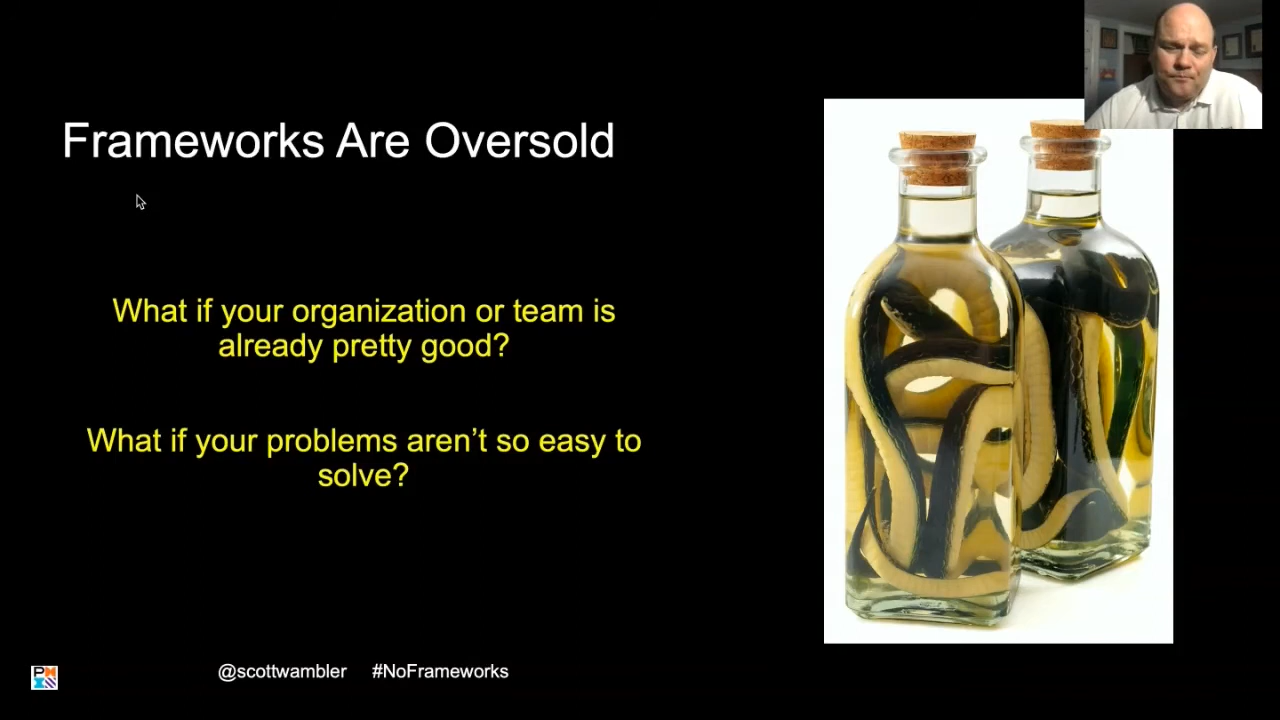 Frameworks Are Oversold
What if your organization or team is
already pretty good?
What if your problems aren’t so easy to
solve?
@scottwambler #NoFrameworks